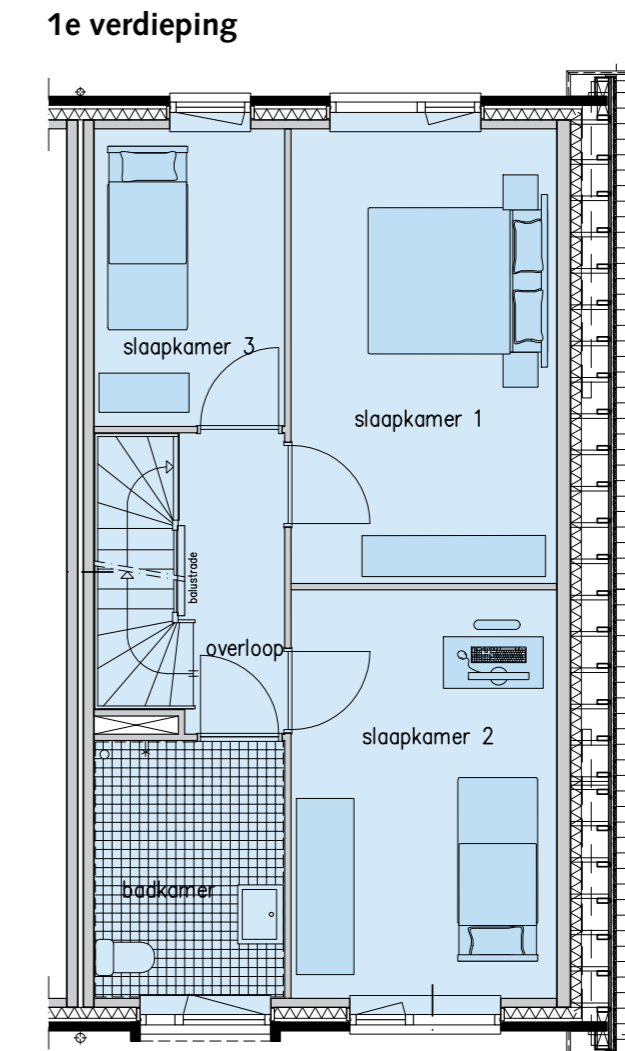 1e verdieping
slaapkamer 3
slaapkamer 1
balustrade
overloop
slaapkamer 2
badkamer